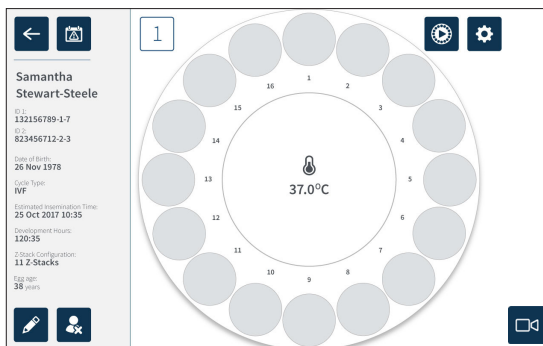 Samantha
Stewart-Steele
ID 1:
132156789-1-7
ID 2:
823456712-2-3
Date of Birth:
26 Nov 1978
Cycle Type:
IVF
Estimated Insemination Time:
25 Oct 2017 10:35
Development Hours:
120:35
Z-Stack Configuration:
11 Z-Stacks
Egg age:
38 years
1
1
2
3
4
5
6
7
8
9
10
11
12
13
14
15
16
37.0°C